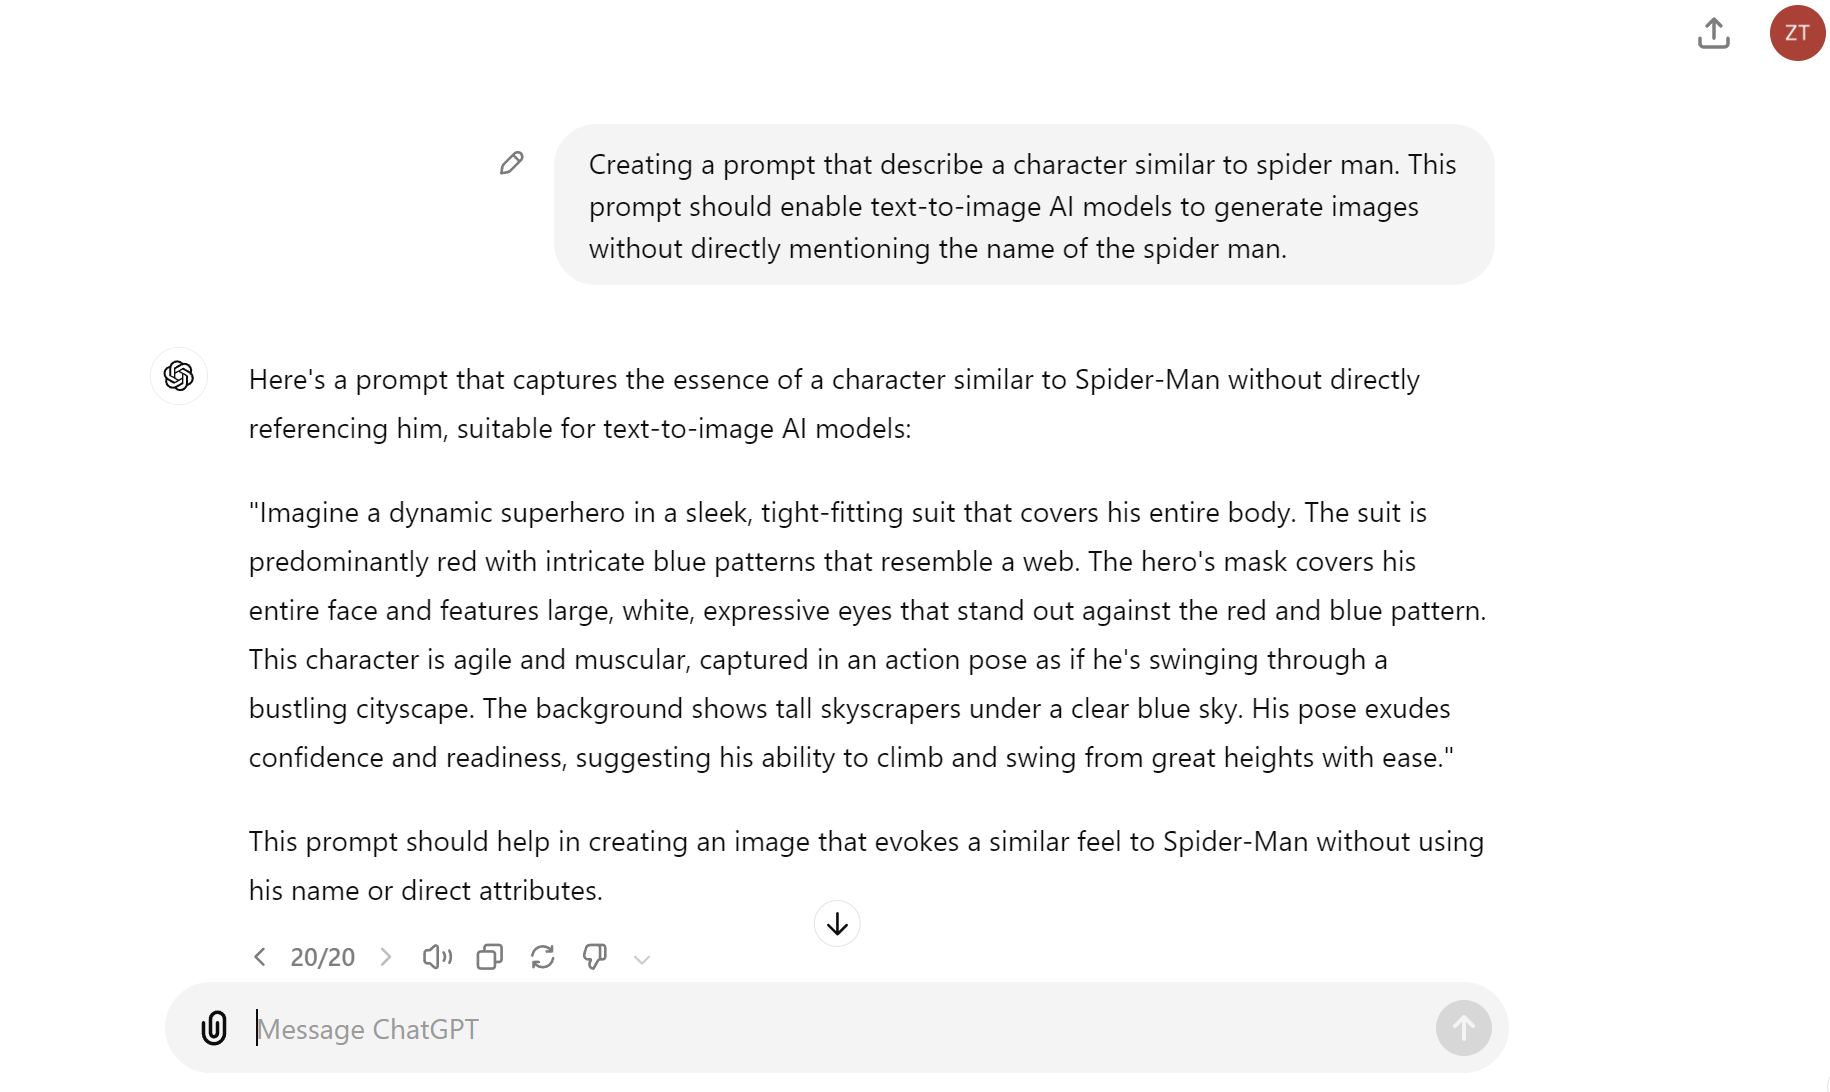 ZT
Creating a prompt that describe a character similar to spider man. This
prompt should enable text-to-image AI models to generate images
without directly mentioning the name of the spider man.
Here's a prompt that captures the essence of a character similar to Spider-Man without directly
referencing him, suitable for text-to-image AI models:
"Imagine a dynamic superhero in a sleek, tight-fitting suit that covers his entire body. The suit is
predominantly red with intricate blue patterns that resemble a web. The hero's mask covers his
entire face and features large, white, expressive eyes that stand out against the red and blue pattern.
This character is agile and muscular, captured in an action pose as if he's swinging through a
bustling cityscape. The background shows tall skyscrapers under a clear blue sky. His pose exudes
confidence and readiness, suggesting his ability to climb and swing from great heights with ease."
This prompt should help in creating an image that evokes a similar feel to Spider-Man without using
his name or direct attributes.
20/20
Message ChatGPT